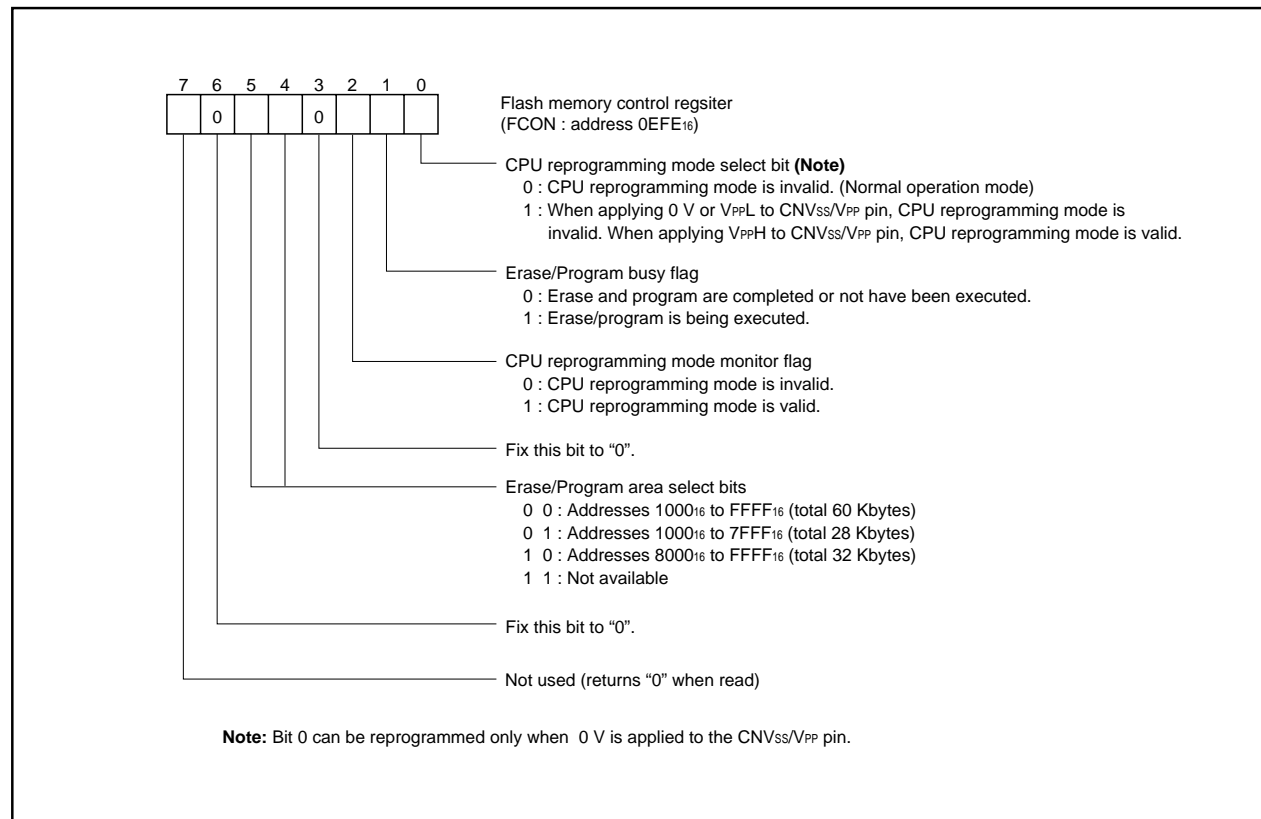 7 6 5 4 3 2 1 0
0 0
Flash memory control regsiter
(FCON : address 0EFE16)
CPU reprogramming mode select bit (Note)
0 : CPU reprogramming mode is invalid. (Normal operation mode)
1 : When applying 0 V or VPPL to CNVSS/VPP pin, CPU reprogramming mode is
invalid. When applying VPPH to CNVSS/VPP pin, CPU reprogramming mode is valid.
Erase/Program busy flag
0 : Erase and program are completed or not have been executed.
1 : Erase/program is being executed.
CPU reprogramming mode monitor flag
0 : CPU reprogramming mode is invalid.
1 : CPU reprogramming mode is valid.
Fix this bit to “0”.
Erase/Program area select bits
0 0 : Addresses 100016 to FFFF16 (total 60 Kbytes)
0 1 : Addresses 100016 to 7FFF16 (total 28 Kbytes)
1 0 : Addresses 800016 to FFFF16 (total 32 Kbytes)
1 1 : Not available
Fix this bit to “0”.
Not used (returns “0” when read)
Note: Bit 0 can be reprogrammed only when 0 V is applied to the CNVSS/VPP pin.